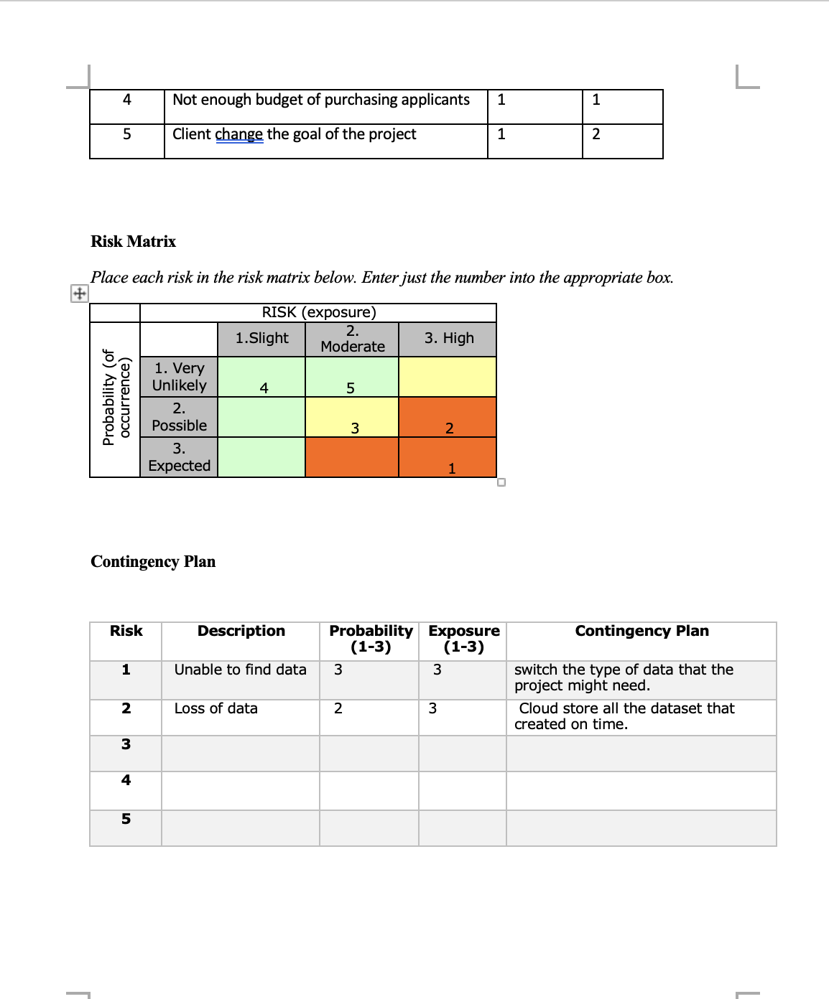 4 Not enough budget of purchasing applicants 1 1
5 Client change the goal of the project 1 2
Risk Matrix
Place each risk in the risk matrix below. Enter just the number into the appropriate box.
RISK (exposure)
1.Slight 2. Moderate 3. High
Probability (of
occurrence)
1. Very
Unlikely 4 5
2.
Possible 3 2
3.
Expected 1
Contingency Plan
Risk Description Probability (1-3) Exposure (1-3) Contingency Plan
1 Unable to find data 3 3 switch the type of data that the
project might need.
2 Loss of data 2 3 Cloud store all the dataset that
created on time.
3
4
5